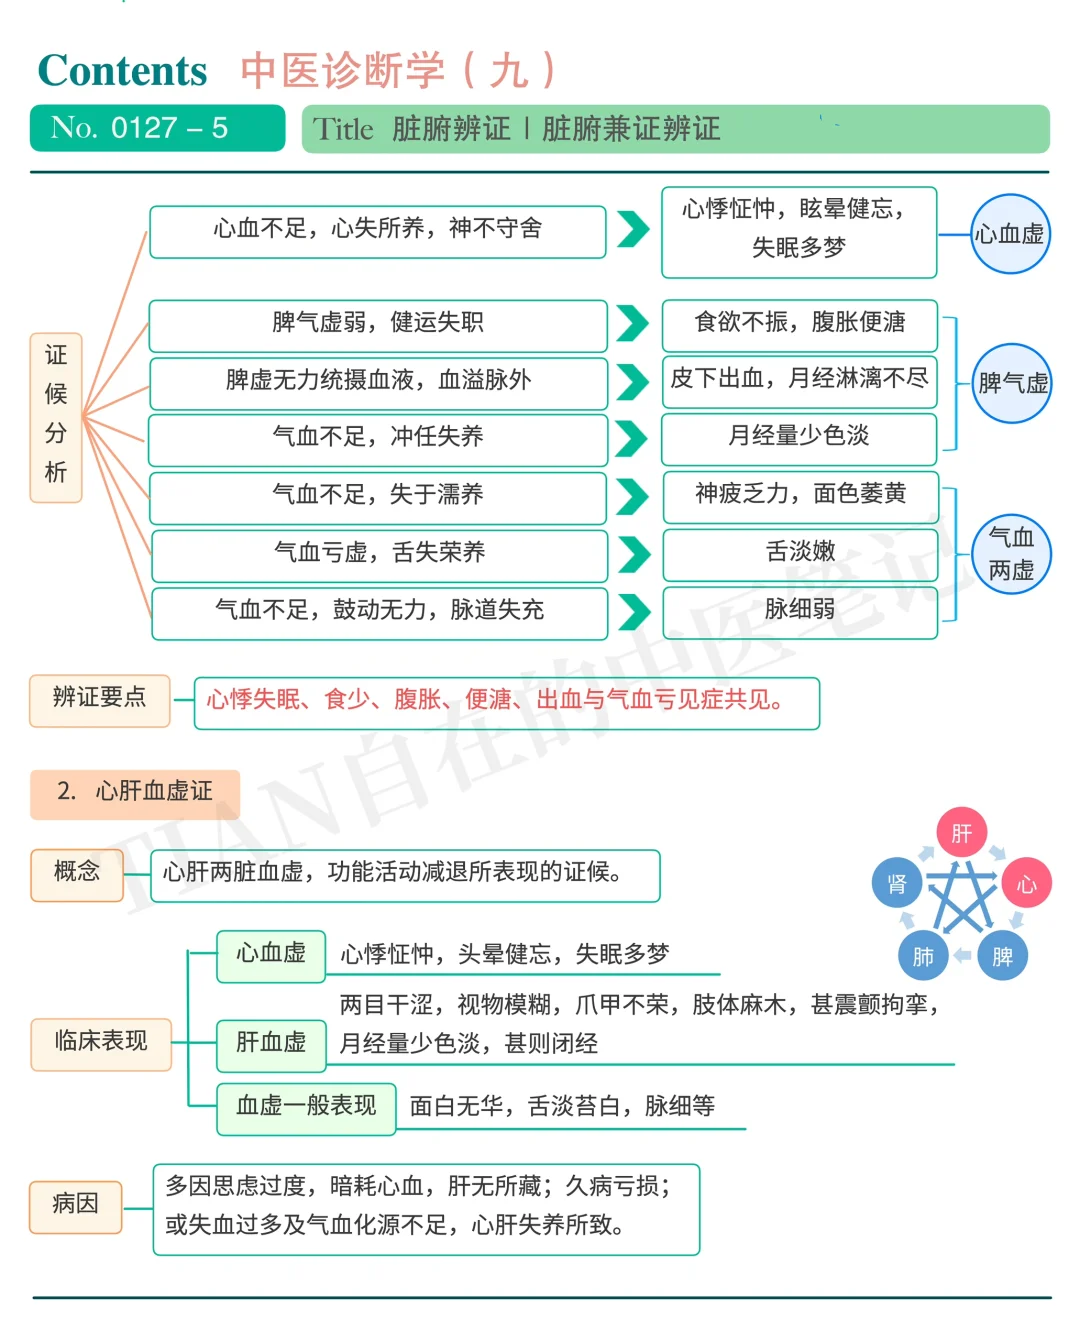 Contents 中医诊断学（九）
No. 0127 – 5
Title 脏腑辨证 | 脏腑兼证辨证
证候分析
心血不足，心失所养，神不守舍
心悸怔忡，眩晕健忘，
失眠多梦
心血虚
脾气虚弱，健运失职
食欲不振，腹胀便溏
脾虚无力统摄血液，血溢脉外
皮下出血，月经淋漓不尽
脾气虚
气血不足，冲任失养
月经量少色淡
气血不足，失于濡养
神疲乏力，面色萎黄
气血亏虚，舌失荣养
舌淡嫩
气血
两虚
气血不足，鼓动无力，脉道失充
脉细弱
辨证要点
心悸失眠、食少、腹胀、便溏、出血与气血亏见症共见。
2. 心肝血虚证
概念
心肝两脏血虚，功能活动减退所表现的证候。
肝
心
脾
肺
肾
临床表现
心血虚
心悸怔忡，头晕健忘，失眠多梦
肝血虚
两目干涩，视物模糊，爪甲不荣，肢体麻木，甚震颤拘挛，
月经量少色淡，甚则闭经
血虚一般表现
面白无华，舌淡苔白，脉细等
病因
多因思虑过度，暗耗心血，肝无所藏；久病亏损；
或失血过多及气血化源不足，心肝失养所致。
TIAN自在的中医笔记